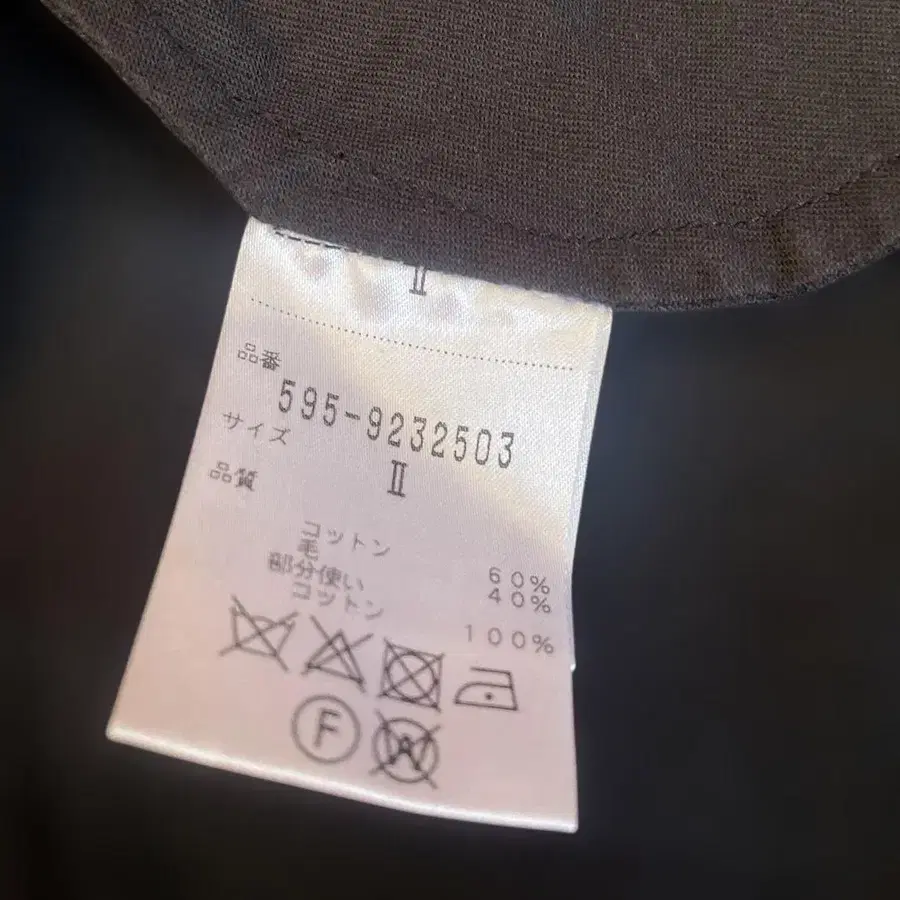 Ⅱ
品番
595-9232503
サイズ
Ⅱ
品質
コットン 60%
毛 40%
部分使い
コットン 100%
F
W